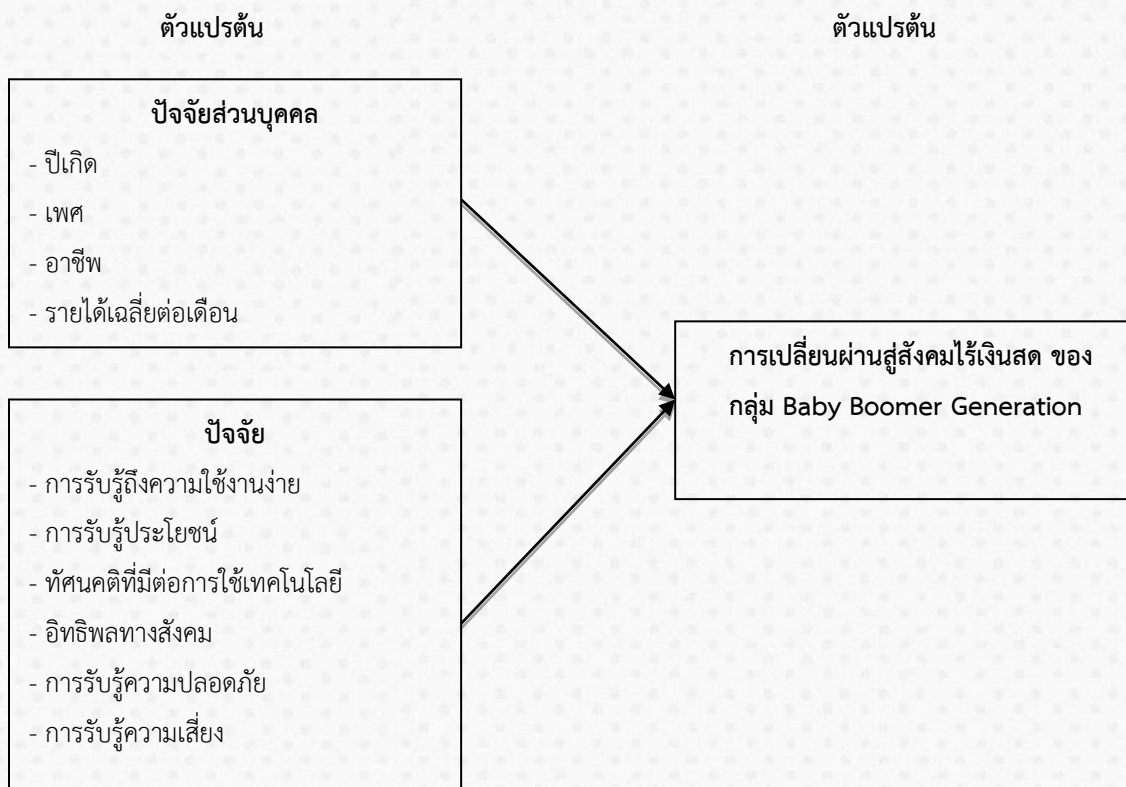 ตัวแปรต้น
ตัวแปรต้น
ปัจจัยส่วนบุคคล
- ปีเกิด
- เพศ
- อาชีพ
- รายได้เฉลี่ยต่อเดือน
การเปลี่ยนผ่านสู่สังคมไร้เงินสด ของ
กลุ่ม Baby Boomer Generation
ปัจจัย
- การรับรู้ถึงความใช้งานง่าย
- การรับรู้ประโยชน์
- ทัศนคติที่มีต่อการใช้เทคโนโลยี
- อิทธิพลทางสังคม
- การรับรู้ความปลอดภัย
- การรับรู้ความเสี่ยง